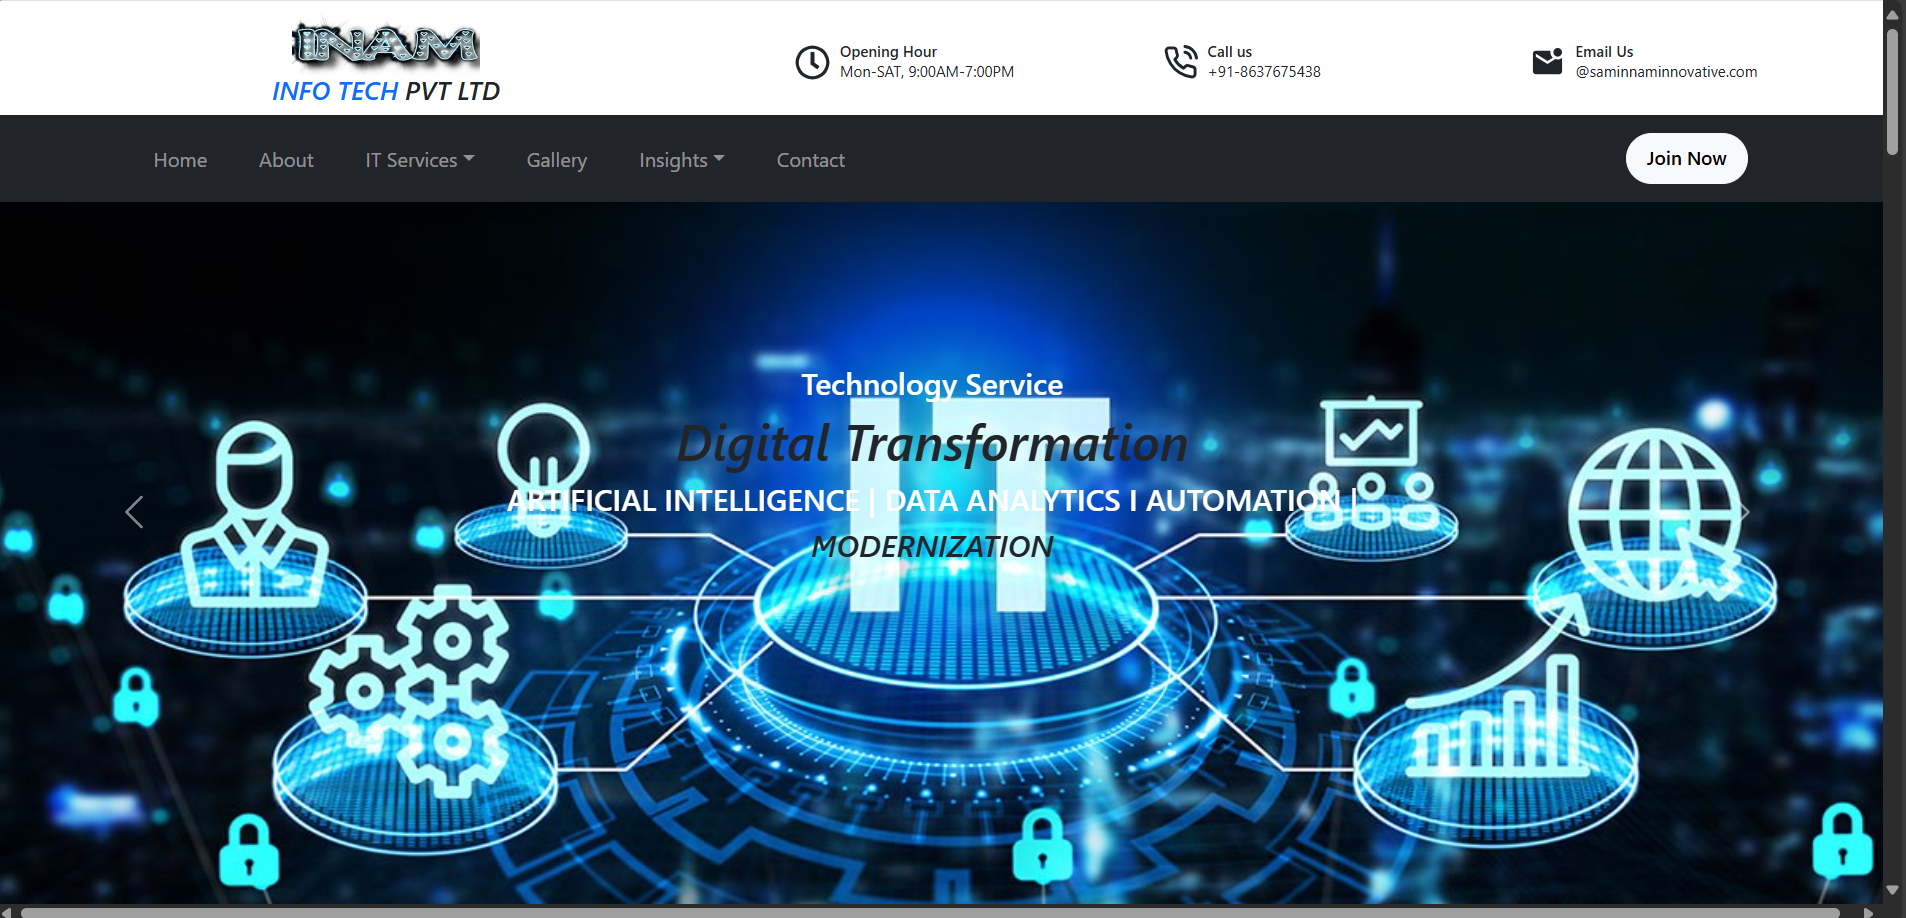 INAM
INFO TECH PVT LTD
Opening Hour
Mon-SAT, 9:00AM-7:00PM
Call us
+91-8637675438
Email Us
@saminnaminnovative.com
Home
About
IT Services
Gallery
Insights
Contact
Join Now
Technology Service
IT
Digital Transformation
ARTIFICIAL INTELLIGENCE | DATA ANALYTICS I AUTOMATION |
MODERNIZATION